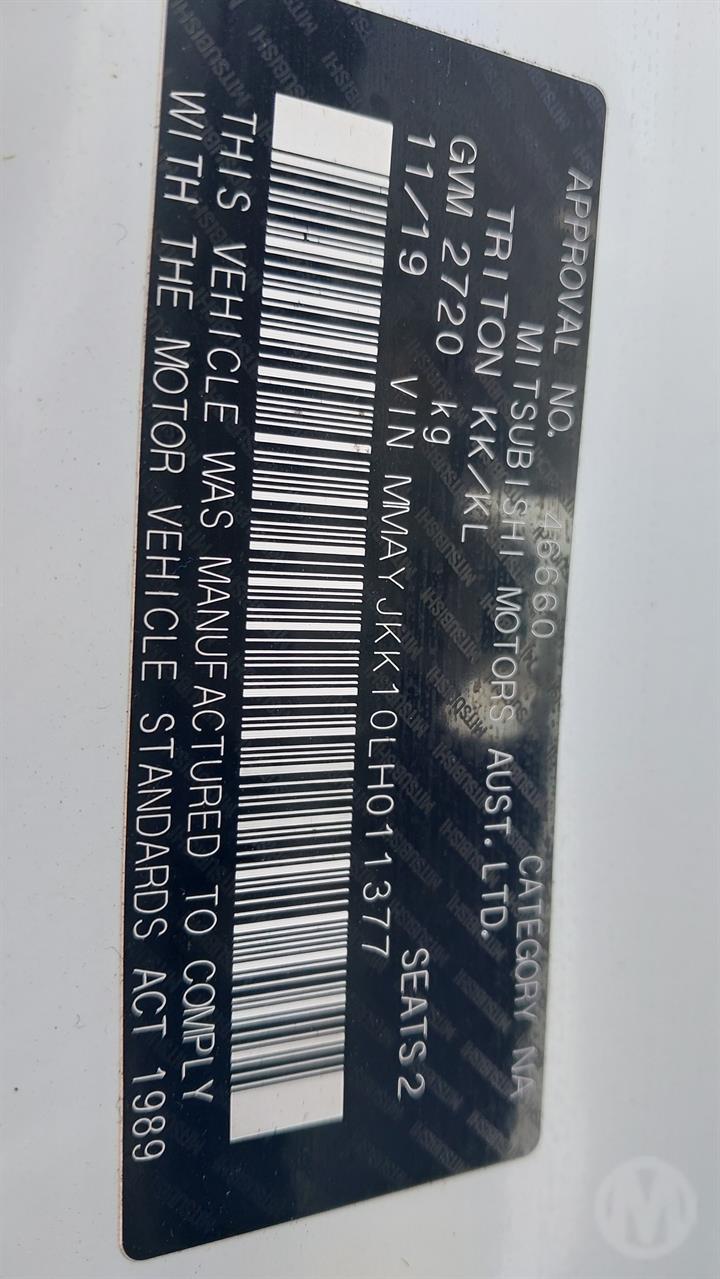 APPROVAL NO. 46660 CATEGORY NA
MITSUBISHI MOTORS AUST. LTD.
TRITON KK/KL
GVM 2720 kg SEATS 2
11/19 VIN MMAYJKK10LH011377
THIS VEHICLE WAS MANUFACTURED TO COMPLY
WITH THE MOTOR VEHICLE STANDARDS ACT 1989
M